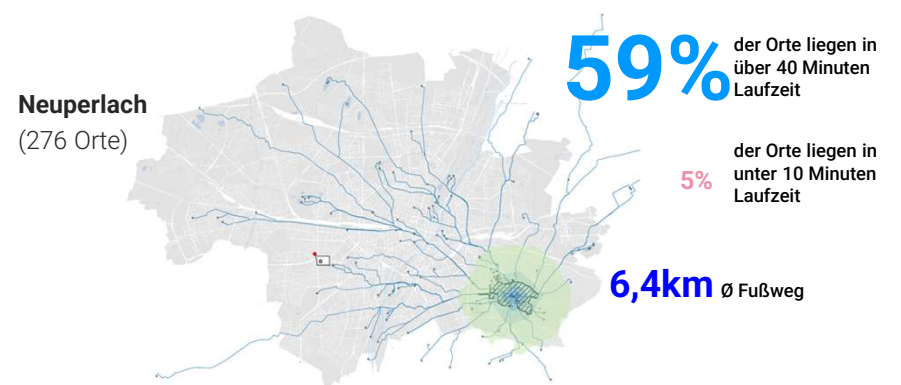 Neuperlach
(276 Orte)
59%
der Orte liegen in
über 40 Minuten
Laufzeit
5%
der Orte liegen in
unter 10 Minuten
Laufzeit
6,4km Ø Fußweg